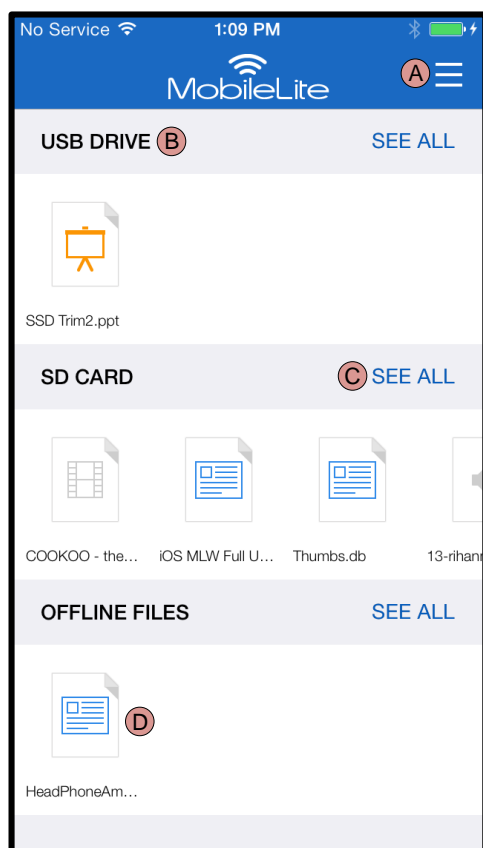 No Service 1:09 PM
MobileLite A
USB DRIVE B SEE ALL
SSD Trim2.ppt
SD CARD C SEE ALL
COOKOO - the… iOS MLW Full U… Thumbs.db 13-rihann
OFFLINE FILES SEE ALL
D
HeadPhoneAm…